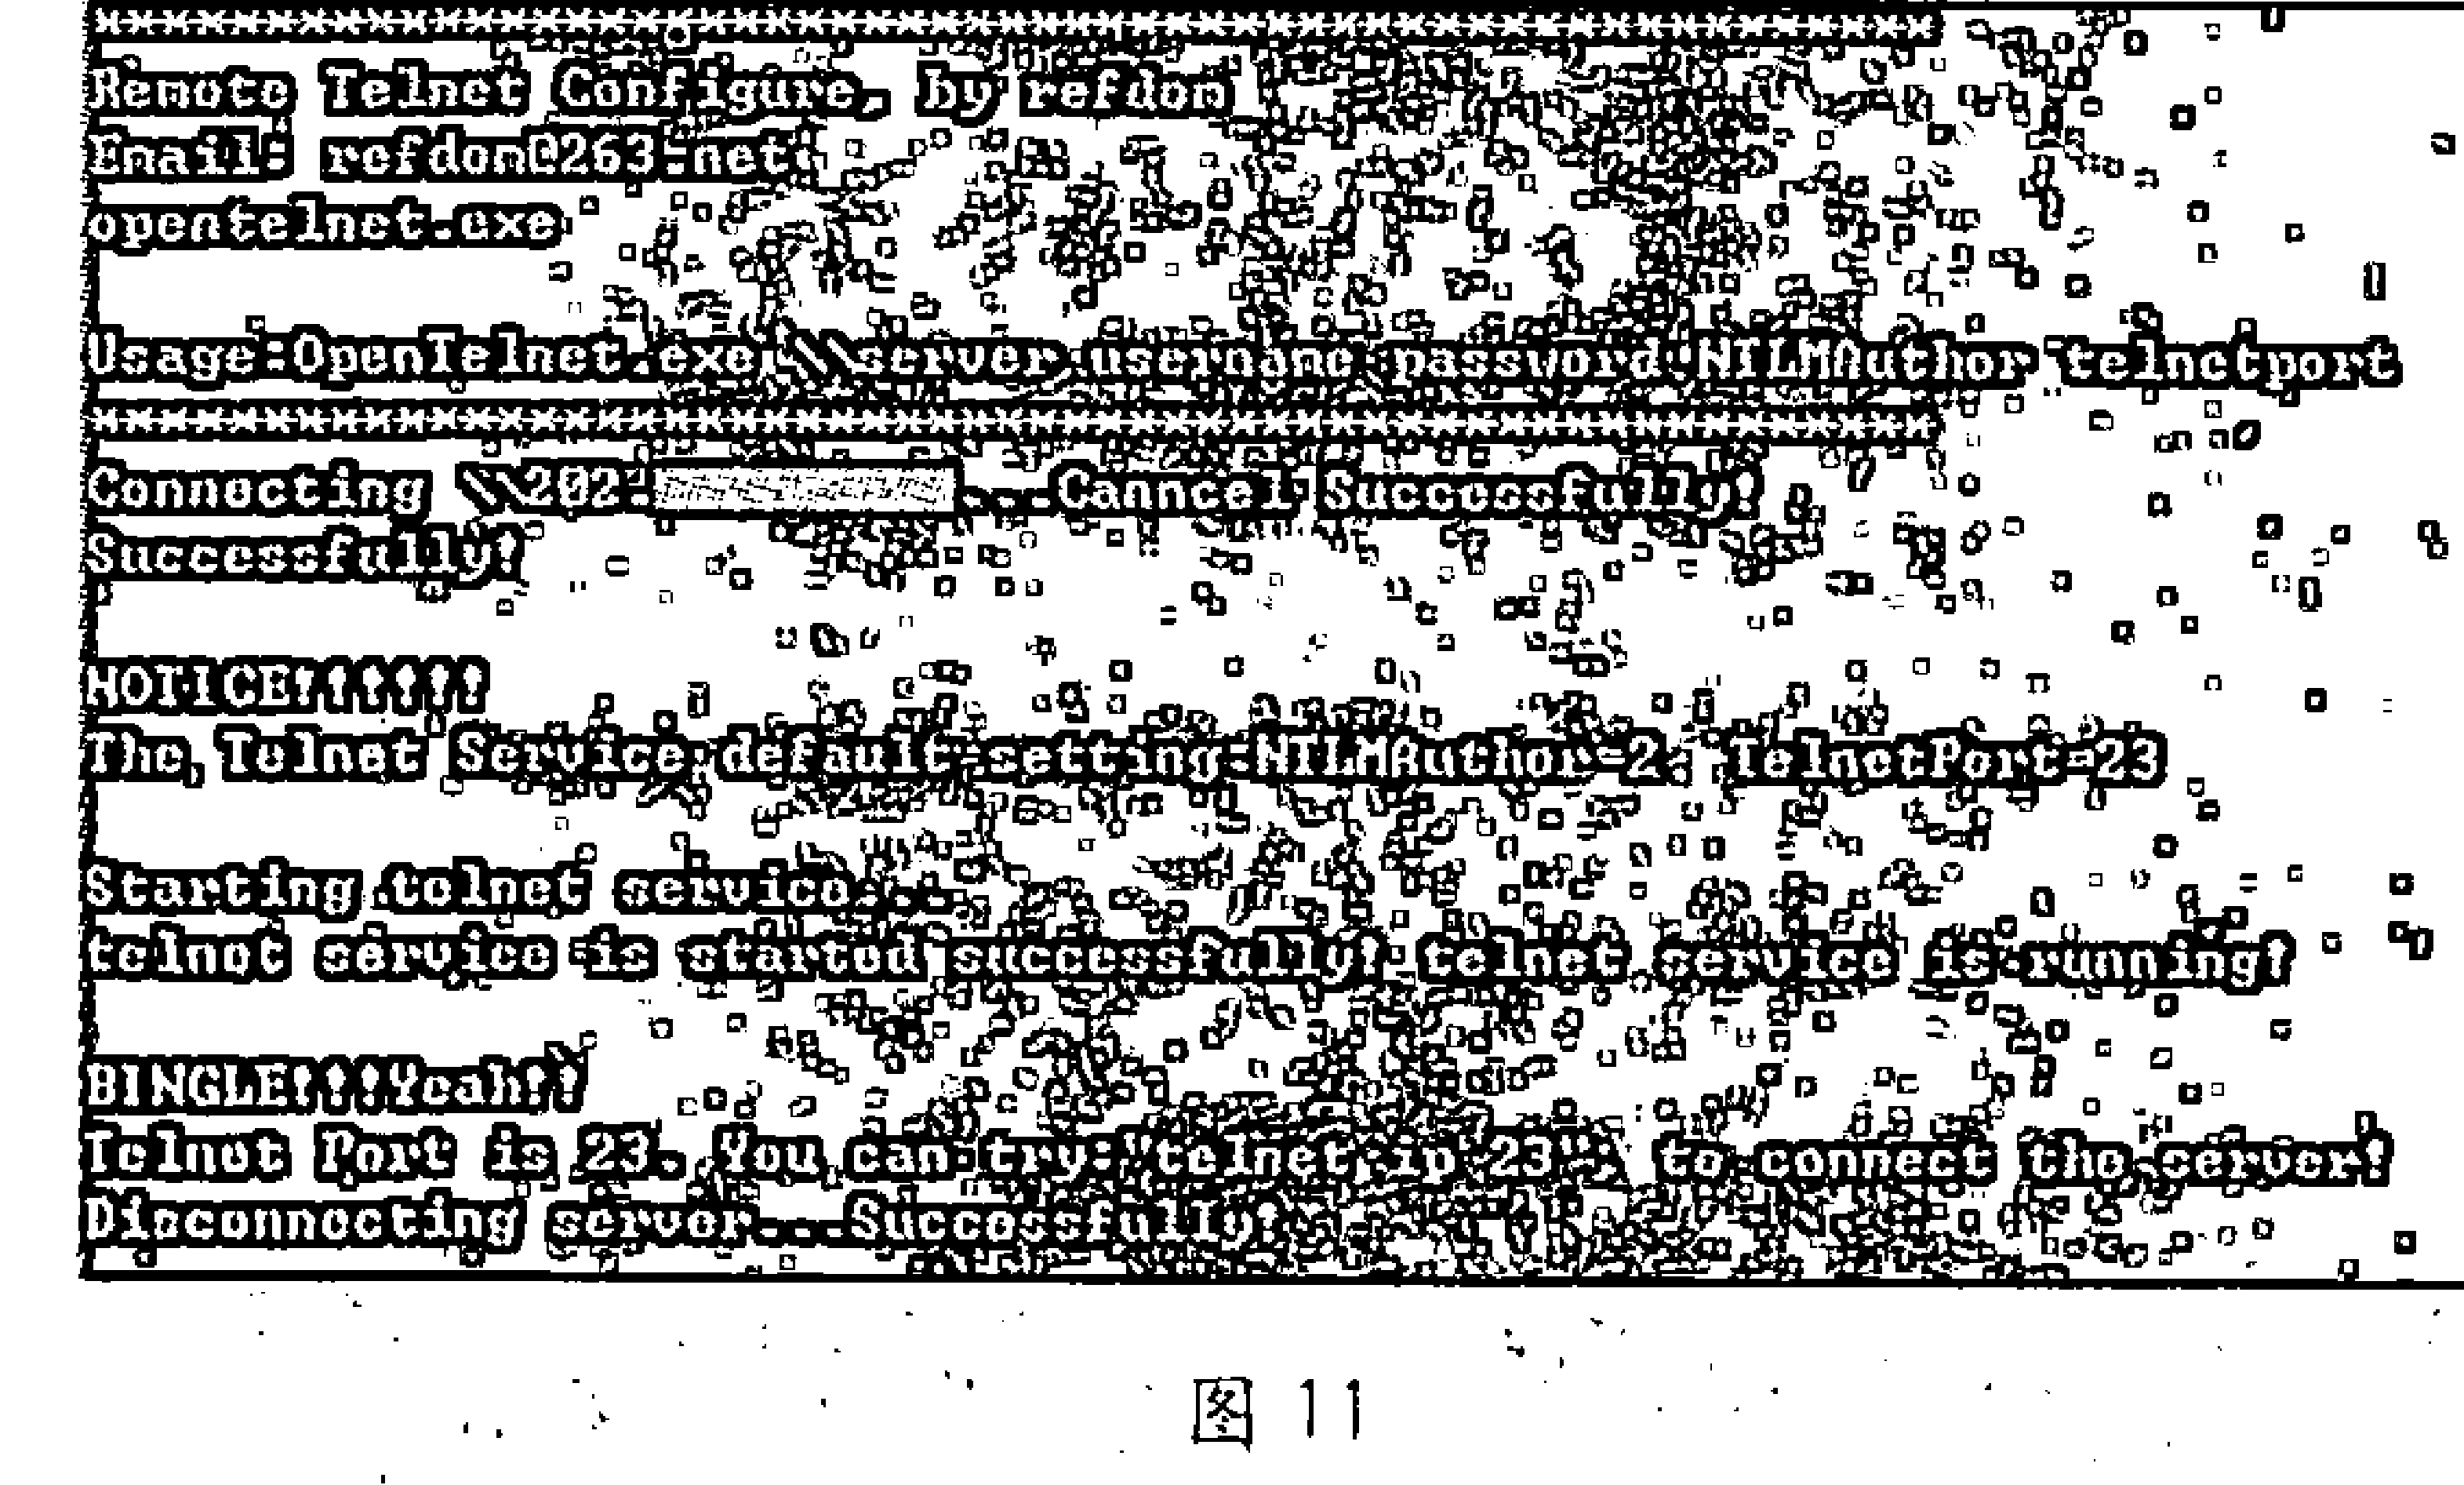 *******************************************************
Remote Telnet Configure, by refdom
Email: refdom@263.net
opentelnet.exe
Usage:OpenTelnet.exe \\server username password NTLMAuthor telnetport
*******************************************************
Connecting \\202. ...Canncel Successfully!
Successfully!
NOTICE!!!!!!
The Telnet Service default setting:NTLMAuthor=2 TelnetPort=23
Starting telnet service...
telnet service is started successfully! telnet service is running!
BINGLE!!!Yeah!!
Telnet Port is 23. You can try:"telnet ip 23", to connect the server!
Disconnecting server...Successfully!
图 11